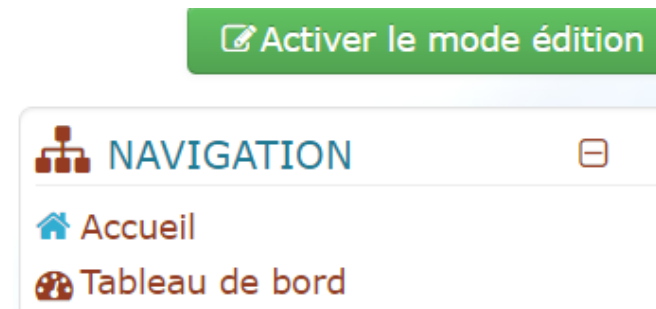 Activer le mode édition
NAVIGATION
Accueil
Tableau de bord